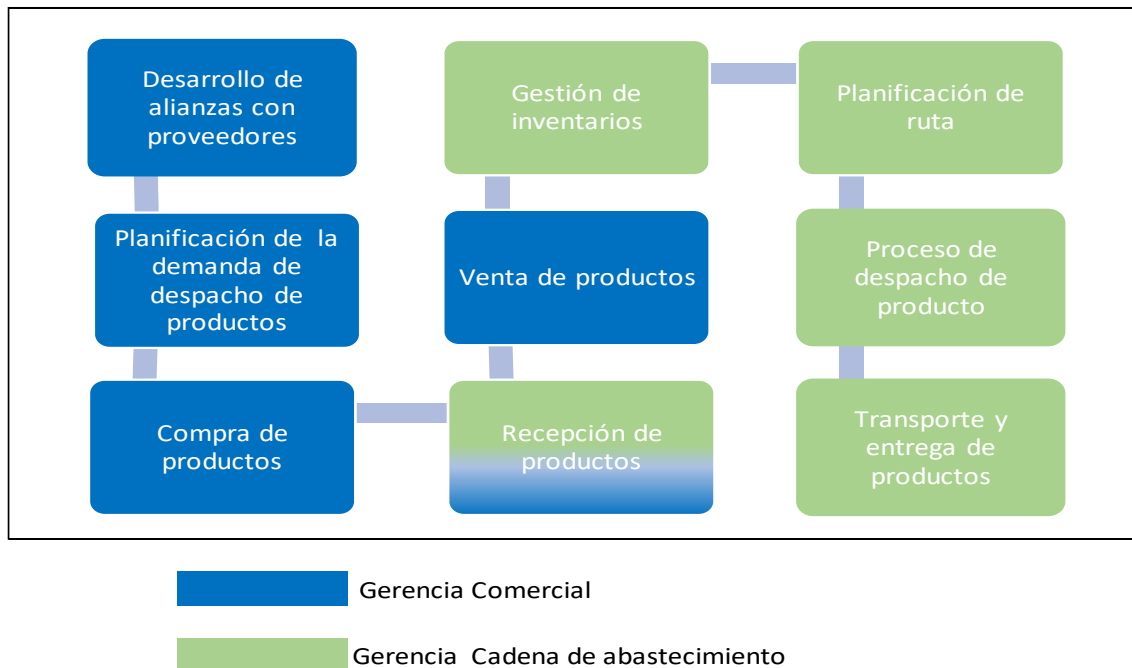 Desarrollo de
alianzas con
proveedores
Planificación de la
demanda de
despacho de
productos
Compra de
productos
Recepción de
productos
Venta de productos
Gestión de
inventarios
Planificación de
ruta
Proceso de
despacho de
producto
Transporte y
entrega de
productos
Gerencia Comercial
Gerencia Cadena de abastecimiento